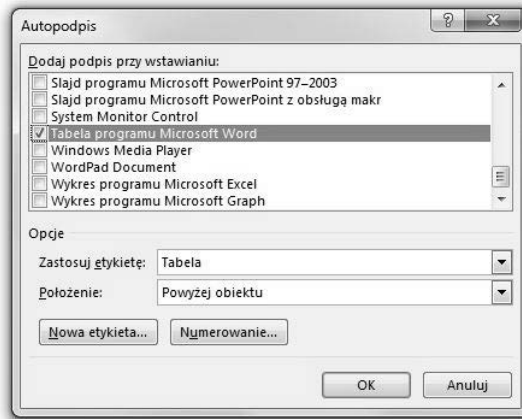 Autopodpis
Dodaj podpis przy wstawianiu:
Slajd programu Microsoft PowerPoint 97–2003
Slajd programu Microsoft PowerPoint z obsługą makr
System Monitor Control
Tabela programu Microsoft Word
Windows Media Player
WordPad Document
Wykres programu Microsoft Excel
Wykres programu Microsoft Graph
Opcje
Zastosuj etykietę: Tabela
Położenie: Powyżej obiektu
Nowa etykieta... Numerowanie...
OK Anuluj